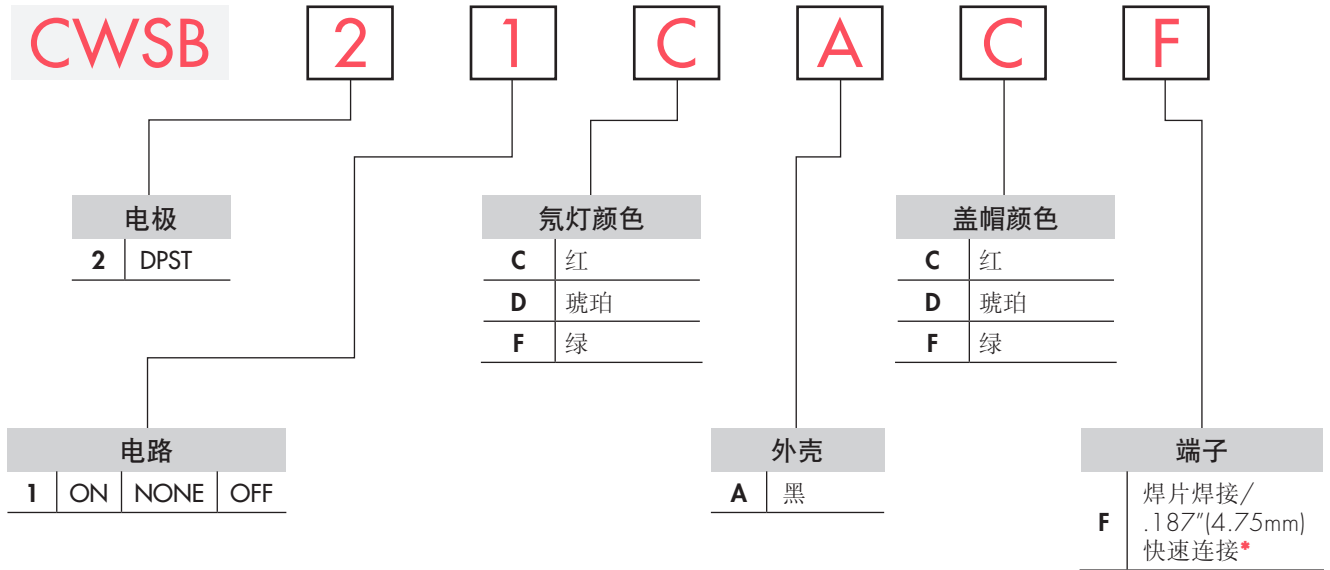 CWSB 2 1 C A C F
电极
2 DPST
氖灯颜色
C 红
D 琥珀
F 绿
盖帽颜色
C 红
D 琥珀
F 绿
电路
1 ON NONE OFF
外壳
A 黑
端子
F 焊片焊接/
.187"(4.75mm)
快速连接*